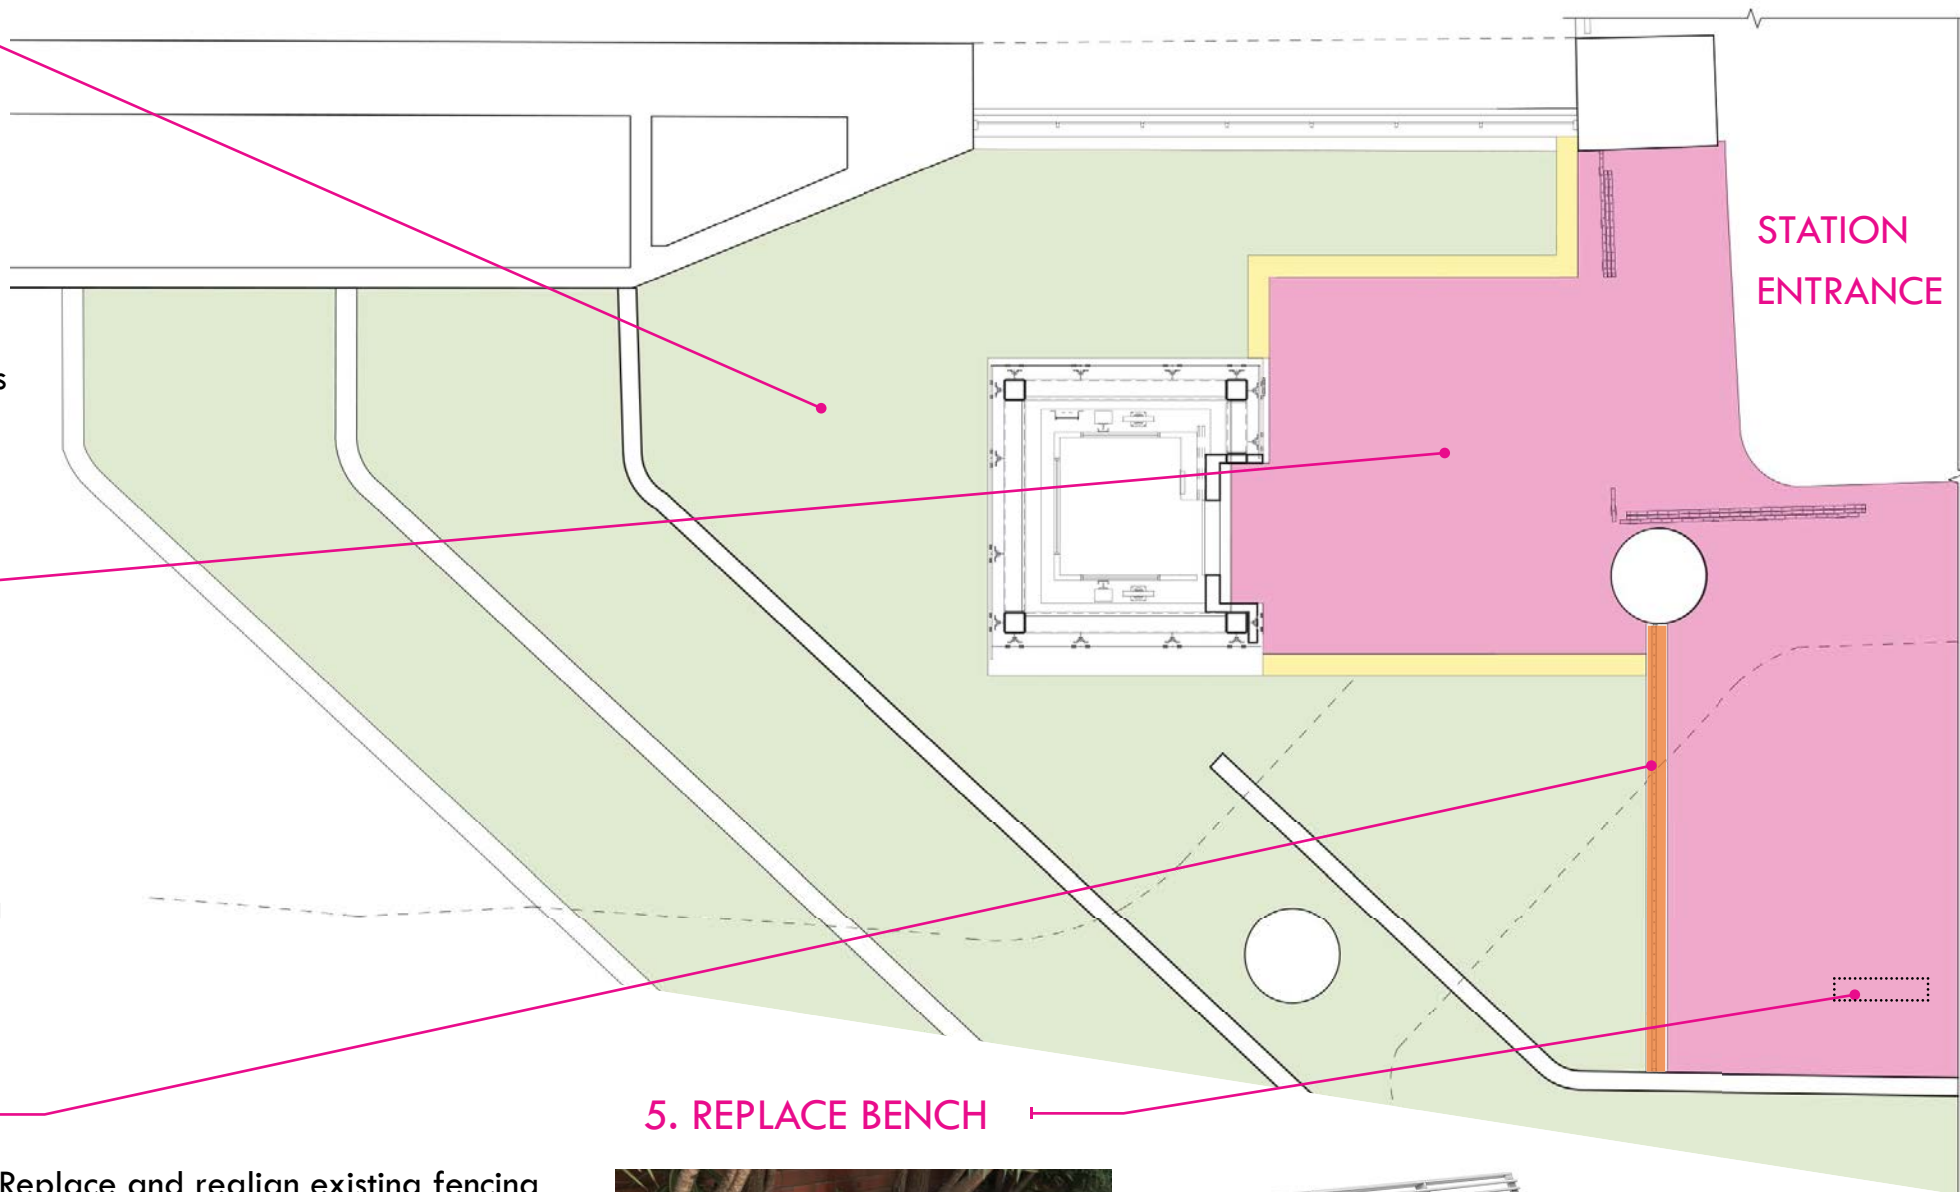 STATION
ENTRANCE
s
5. REPLACE BENCH
Replace and realign existing fencing